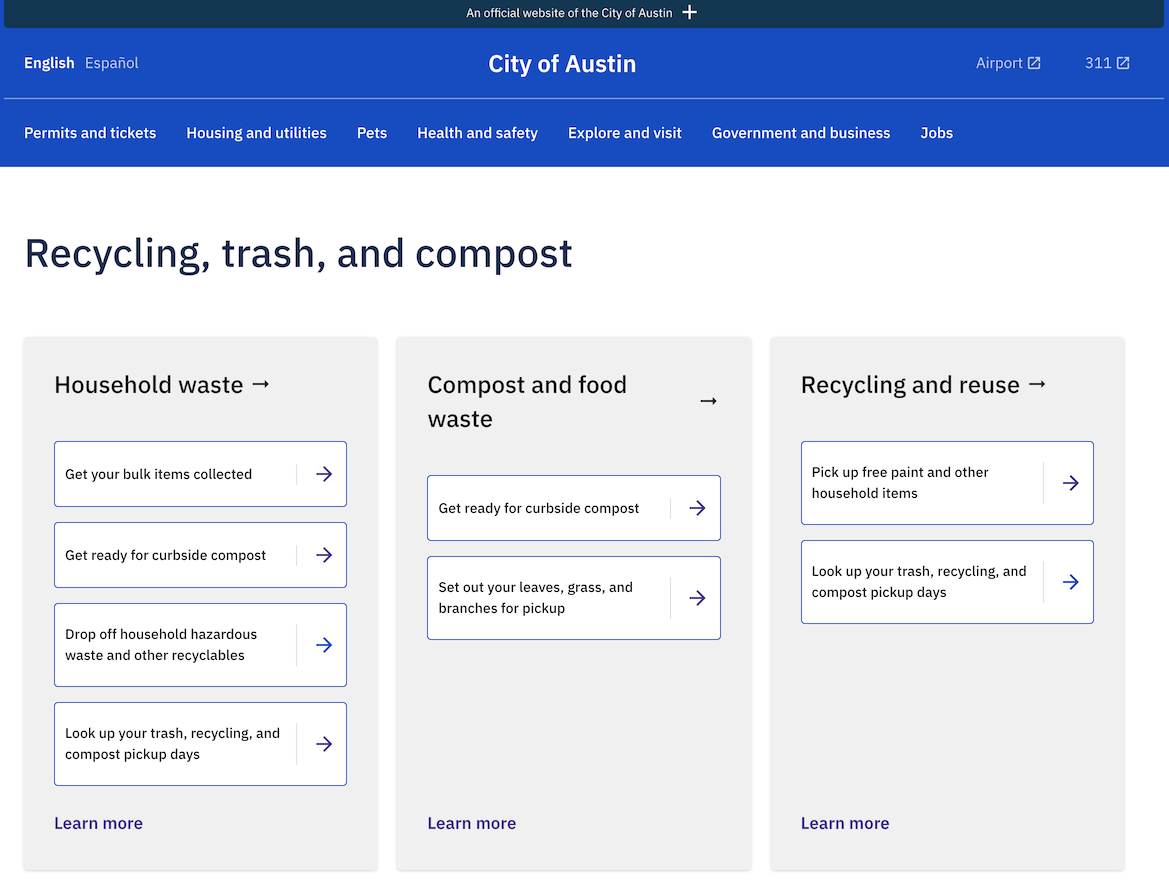 An official website of the City of Austin
English Español
City of Austin
Airport 311
Permits and tickets Housing and utilities Pets Health and safety Explore and visit Government and business Jobs
Recycling, trash, and compost
Household waste →
Get your bulk items collected
Get ready for curbside compost
Drop off household hazardous
waste and other recyclables
Look up your trash, recycling, and
compost pickup days
Learn more
Compost and food
waste →
Get ready for curbside compost
Set out your leaves, grass, and
branches for pickup
Learn more
Recycling and reuse →
Pick up free paint and other
household items
Look up your trash, recycling, and
compost pickup days
Learn more